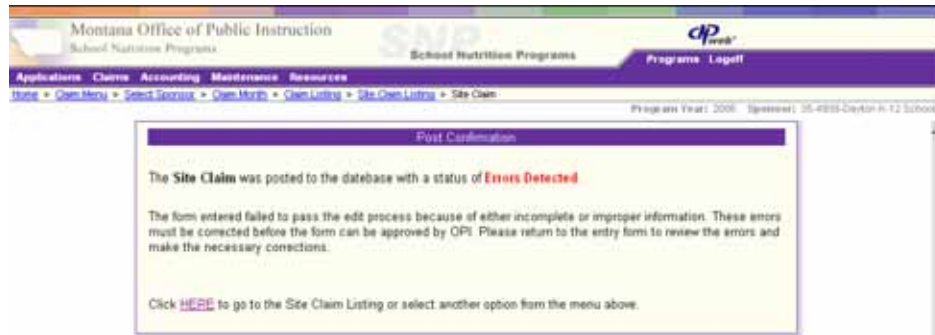 Montana Office of Public Instruction
School Nutrition Programs
SNP
School Nutrition Programs
Programs Logoff
Applications Claims Accounting Maintenance Resources
Home > Claim Menu > Select Sponsor > Claim Month > Claim Listing > Site Claim Listing > Site Claim
Program Year: 2006 Sponsor:
Post Confirmation
The Site Claim was posted to the datebase with a status of Errors Detected
The form entered failed to pass the edit process because of either incomplete or improper information. These errors
must be corrected before the form can be approved by OPI. Please return to the entry form to review the errors and
make the necessary corrections.
Click HERE to go to the Site Claim Listing or select another option from the menu above.